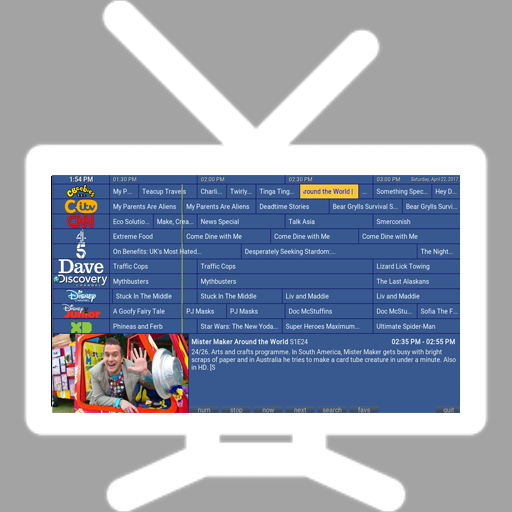 1:54 PM 01:30 PM 02:00 PM 02:30 PM 03:00 PM Saturday, April 22, 2017
CBeebies My P... Teacup Travels Charli... Twirly... Tinga Ting... round the World | ... Something Spec... Hey D...
C itv My Parents Are Aliens My Parents Are Aliens Deadtime Stories Bear Grylls Survival S... Bear Grylls Survi...
CNN Eco Solutio... Make, Crea... News Special Talk Asia Smerconish
4 Extreme Food Come Dine with Me Come Dine with Me Come Dine with Me
5 On Benefits: UK's Most Hated... Desperately Seeking Stardom:... The Night...
Dave Traffic Cops Traffic Cops Lizard Lick Towing
Discovery CHANNEL Mythbusters Mythbusters The Last Alaskans
Disney CHANNEL Stuck In The Middle Stuck In The Middle Liv and Maddie Liv and Maddie
Disney Junior A Goofy Fairy Tale PJ Masks PJ Masks Doc McStuffins Doc McStu... Sofia The F...
XD Phineas and Ferb Star Wars: The New Yoda... Super Heroes Maximum... Ultimate Spider-Man
Mister Maker Around the World S1E24 02:35 PM - 02:55 PM
24/26. Arts and crafts programme. In South America, Mister Maker gets busy with bright
scraps of paper and in Australia he tries to make a card tube creature in under a minute. Also
in HD. [S
num stop now next search favs quit